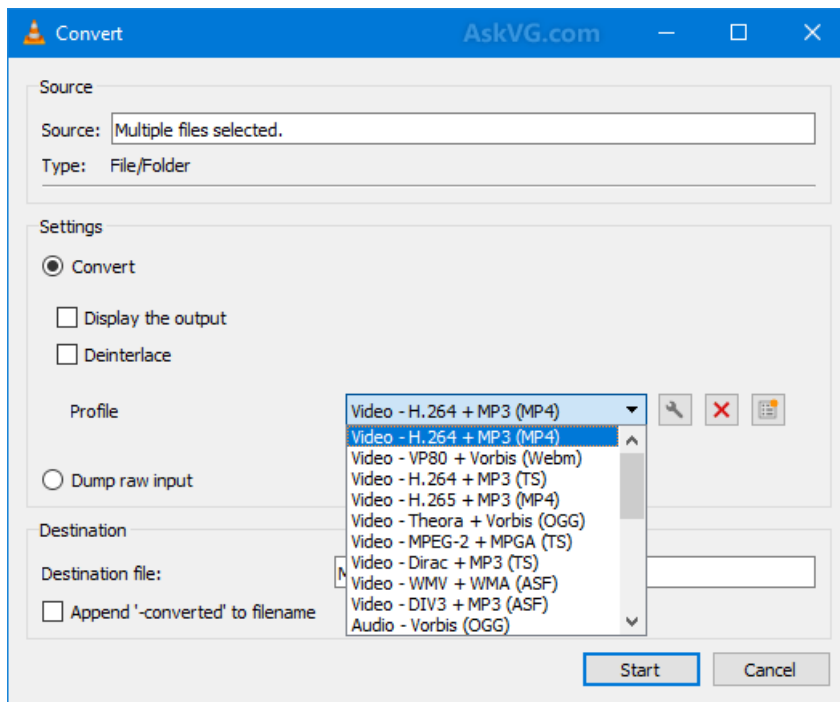 Convert
AskVG.com
Source
Source: Multiple files selected.
Type: File/Folder
Settings
Convert
Display the output
Deinterlace
Profile
Video - H.264 + MP3 (MP4)
Video - H.264 + MP3 (MP4)
Video - VP80 + Vorbis (Webm)
Video - H.264 + MP3 (TS)
Video - H.265 + MP3 (MP4)
Video - Theora + Vorbis (OGG)
Video - MPEG-2 + MPGA (TS)
Video - Dirac + MP3 (TS)
Video - WMV + WMA (ASF)
Video - DIV3 + MP3 (ASF)
Audio - Vorbis (OGG)
Dump raw input
Destination
Destination file:
Append '-converted' to filename
Start Cancel